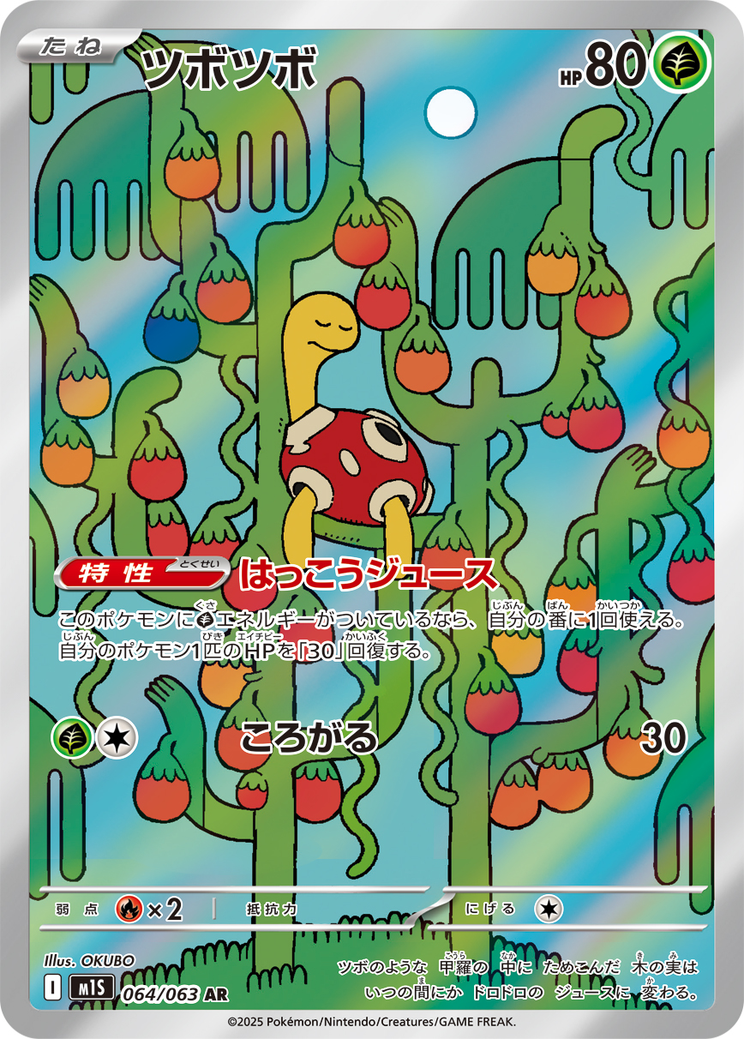 たね
ツボツボ
HP80
特性
とくせい
はっこうジュース
このポケモンに草エネルギーがついているなら、自分の番に1回使える。
自分のポケモン1匹のHPを「30」回復する。
ころがる 30
弱点 ×2 抵抗力 にげる
Illus. OKUBO
I m1S 064/063 AR
ツボのような 甲羅の 中に ためこんだ 木の実は
いつの間にか ドロドロの ジュースに 変わる。
©2025 Pokémon/Nintendo/Creatures/GAME FREAK.